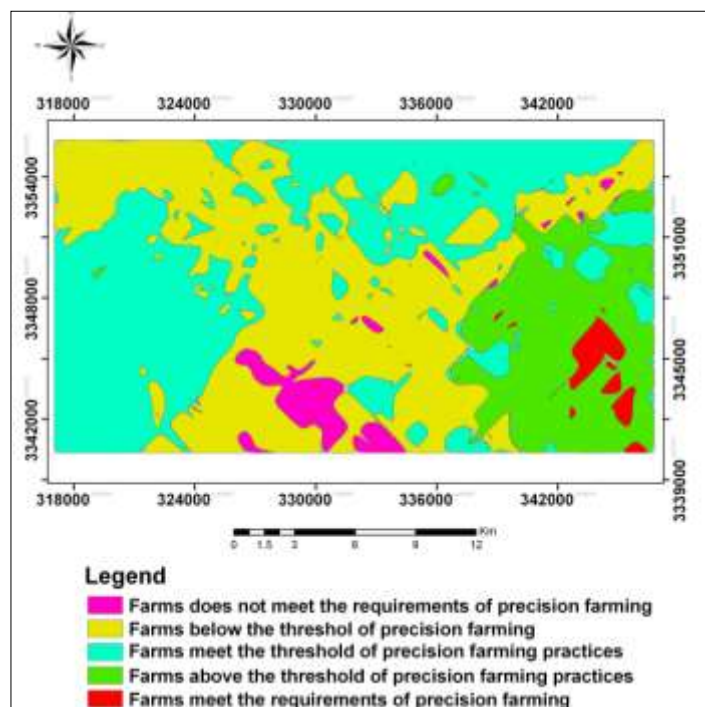 318000 324000 330000 336000 342000
3354000
3351000
3348000
3345000
3342000
3339000
318000 324000 330000 336000 342000
Km
0 1.5 3 6 9 12
Legend
Farms does not meet the requirements of precision farming
Farms below the threshol of precision farming
Farms meet the threshold of precision farming practices
Farms above the threshold of precision farming practices
Farms meet the requirements of precision farming